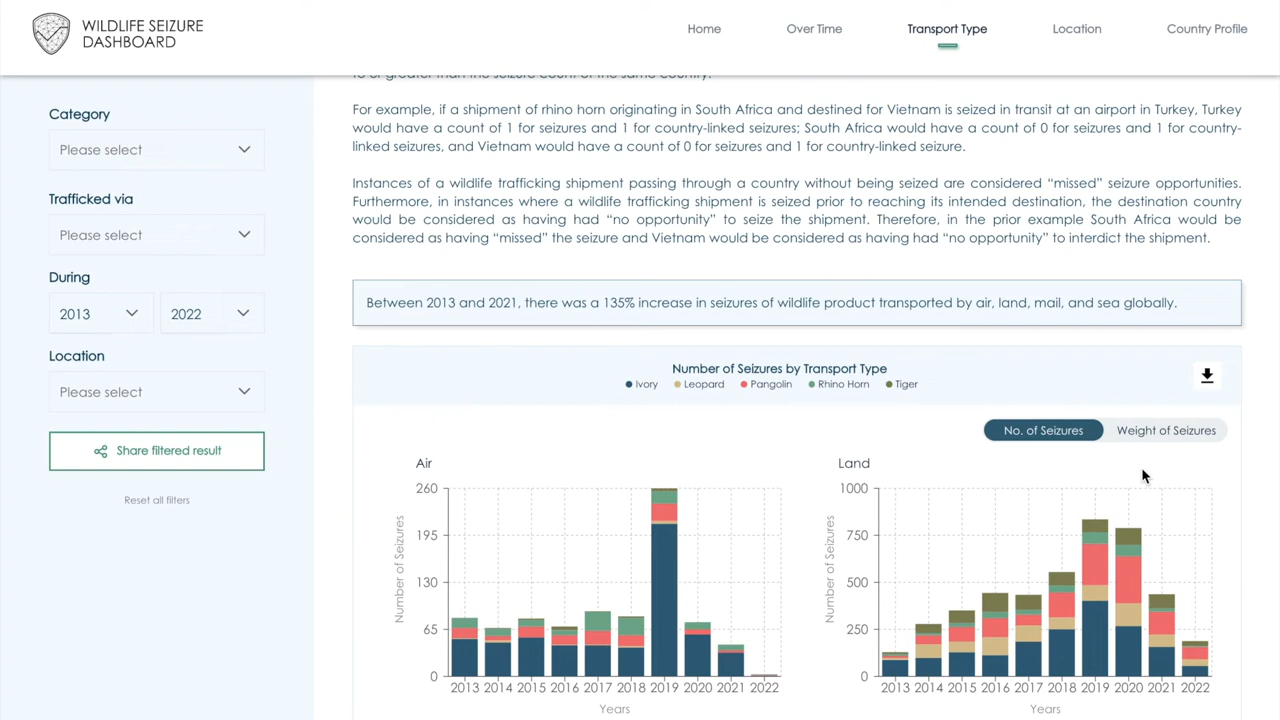 WILDLIFE SEIZURE
DASHBOARD
Home
Over Time
Transport Type
Location
Country Profile
Category
Please select
Trafficked via
Please select
During
2013
2022
Location
Please select
Share filtered result
Reset all filters
to or greater than the seizure count of the same country.
For example, if a shipment of rhino horn originating in South Africa and destined for Vietnam is seized in transit at an airport in Turkey, Turkey
would have a count of 1 for seizures and 1 for country-linked seizures; South Africa would have a count of 0 for seizures and 1 for country-
linked seizures, and Vietnam would have a count of 0 for seizures and 1 for country-linked seizure.
Instances of a wildlife trafficking shipment passing through a country without being seized are considered “missed” seizure opportunities.
Furthermore, in instances where a wildlife trafficking shipment is seized prior to reaching its intended destination, the destination country
would be considered as having had “no opportunity” to seize the shipment. Therefore, in the prior example South Africa would be
considered as having “missed” the seizure and Vietnam would be considered as having had “no opportunity” to interdict the shipment.
Between 2013 and 2021, there was a 135% increase in seizures of wildlife product transported by air, land, mail, and sea globally.
Number of Seizures by Transport Type
Ivory Leopard Pangolin Rhino Horn Tiger
No. of Seizures Weight of Seizures
Air
260
195
130
65
0
Number of Seizures
2013 2014 2015 2016 2017 2018 2019 2020 2021 2022
Years
Land
1000
750
500
250
0
Number of Seizures
2013 2014 2015 2016 2017 2018 2019 2020 2021 2022
Years